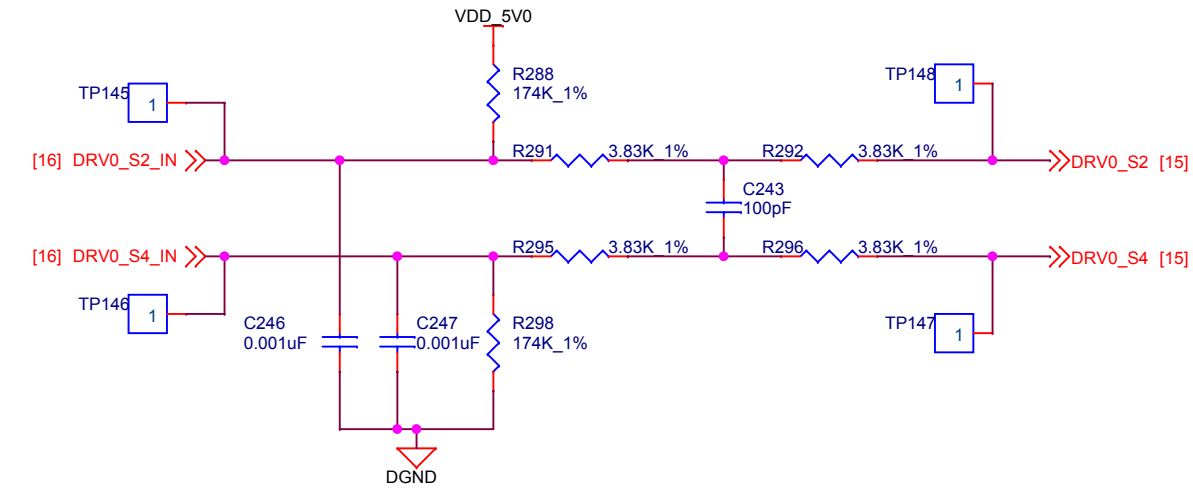 VDD_5V0
R288
174K_1%
TP145
1
TP148
1
[16] DRV0_S2_IN
R291
3.83K_1%
R292
3.83K_1%
DRV0_S2 [15]
C243
100pF
[16] DRV0_S4_IN
R295
3.83K_1%
R296
3.83K_1%
DRV0_S4 [15]
TP146
1
C246
0.001uF
C247
0.001uF
R298
174K_1%
TP147
1
DGND